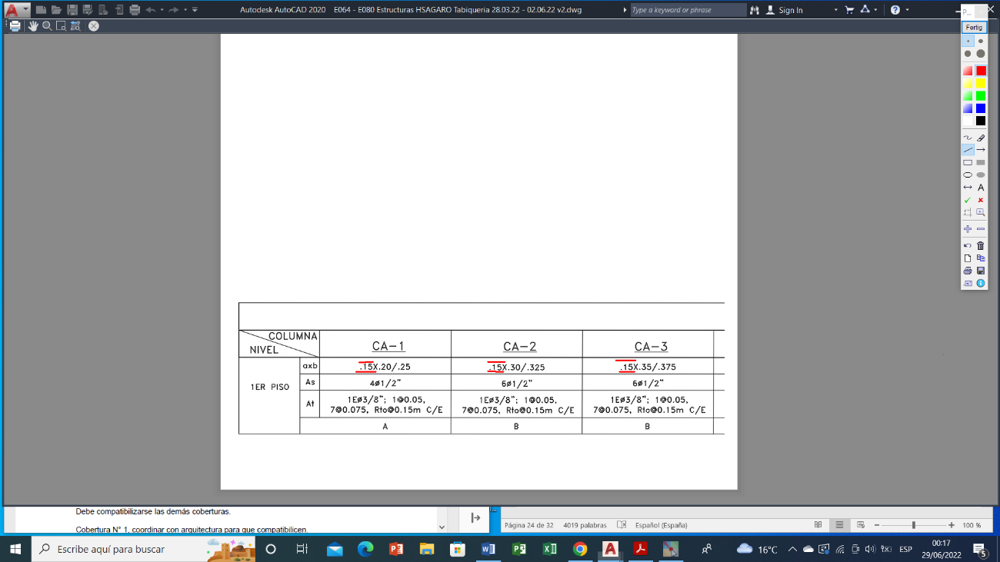 Autodesk AutoCAD 2020 E064 - E080 Estructuras HSAGARO Tabiqueria 28.03.22 - 02.06.22 v2.dwg
Type a keyword or phrase
Sign In
P...
Fertig
COLUMNA
NIVEL
CA-1
CA-2
CA-3
1ER PISO
axb
.15X.20/.25
.15X.30/.325
.15X.35/.375
As
4ø1/2"
6ø1/2"
6ø1/2"
At
1Eø3/8"; 1@0.05,
7@0.075, Rto@0.15m C/E
1Eø3/8"; 1@0.05,
7@0.075, Rto@0.15m C/E
1Eø3/8"; 1@0.05,
7@0.075, Rto@0.15m C/E
A
B
B
Debe compatibilizarse las demás coberturas.
Cobertura N° 1, coordinar con arquitectura para que compatibilicen.
Página 24 de 32 4019 palabras Español (España)
100 %
Escribe aquí para buscar
16°C
ESP
00:17
29/06/2022
5